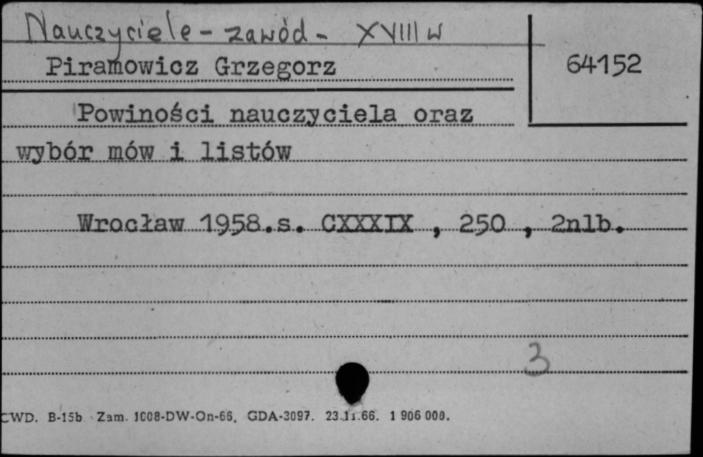 Nauczyciele - zawód - XVIII w
Piramowicz Grzegorz
64152
Powinności nauczyciela oraz
wybór mów i listów
Wrocław 1958.s. CXXXIX , 250 , 2nlb.
3
CWD. B-15b Zam. 1008-DW-On-66. GDA-3097. 23.11.66. 1 906 000.